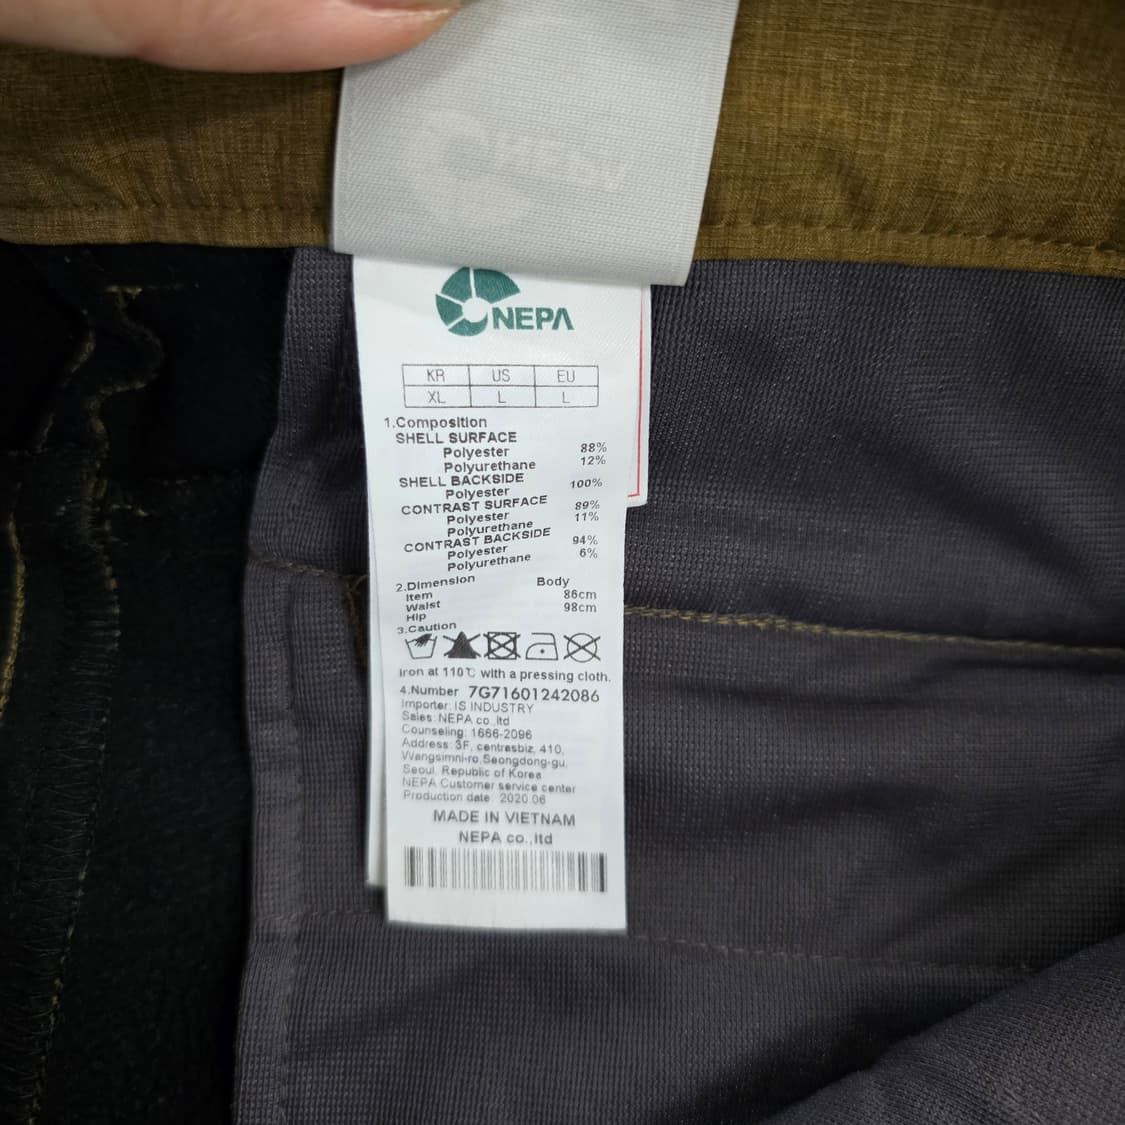 NEPA
KR US EU
XL L L
1.Composition
SHELL SURFACE
Polyester 88%
Polyurethane 12%
SHELL BACKSIDE
Polyester 100%
CONTRAST SURFACE
Polyester 89%
Polyurethane 11%
CONTRAST BACKSIDE
Polyester 94%
Polyurethane 6%
2.Dimension
Item Body
Waist 86cm
Hip 98cm
3.Caution
Iron at 110℃ with a pressing cloth.
4.Number 7G71601242086
Importer: IS INDUSTRY
Sales: NEPA co.,ltd
Counseling: 1666-2096
Address: 3F, centrasbiz, 410,
Wangsimni-ro,Seongdong-gu,
Seoul, Republic of Korea
NEPA Customer service center
Production date: 2020.06
MADE IN VIETNAM
NEPA co.,ltd